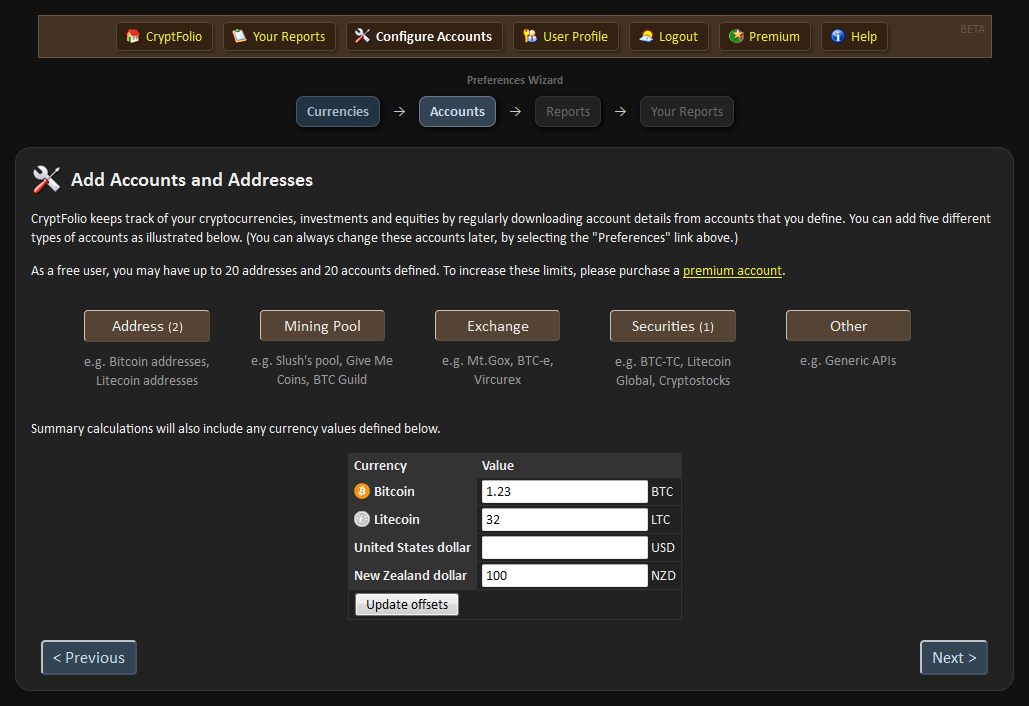 CryptFolio Your Reports Configure Accounts User Profile Logout Premium Help BETA
Preferences Wizard
Currencies → Accounts → Reports → Your Reports
Add Accounts and Addresses
CryptFolio keeps track of your cryptocurrencies, investments and equities by regularly downloading account details from accounts that you define. You can add five different
types of accounts as illustrated below. (You can always change these accounts later, by selecting the "Preferences" link above.)
As a free user, you may have up to 20 addresses and 20 accounts defined. To increase these limits, please purchase a premium account.
Address (2) Mining Pool Exchange Securities (1) Other
e.g. Bitcoin addresses, e.g. Slush's pool, Give Me e.g. Mt.Gox, BTC-e, e.g. BTC-TC, Litecoin e.g. Generic APIs
Litecoin addresses Coins, BTC Guild Vircurex Global, Cryptostocks
Summary calculations will also include any currency values defined below.
Currency Value
Bitcoin 1.23 BTC
Litecoin 32 LTC
United States dollar USD
New Zealand dollar 100 NZD
Update offsets
< Previous Next >